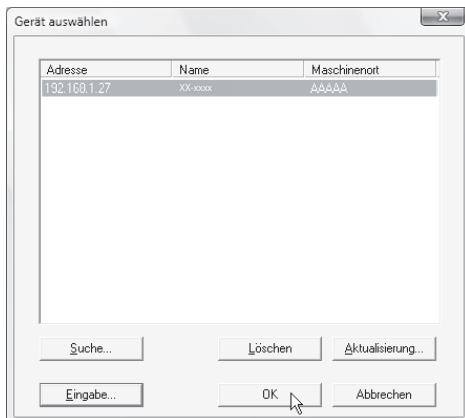 Gerät auswählen
Adresse Name Maschinenort
192.168.1.27 XX-xxxx AAAAA
Suche... Löschen Aktualisierung...
Eingabe... OK Abbrechen